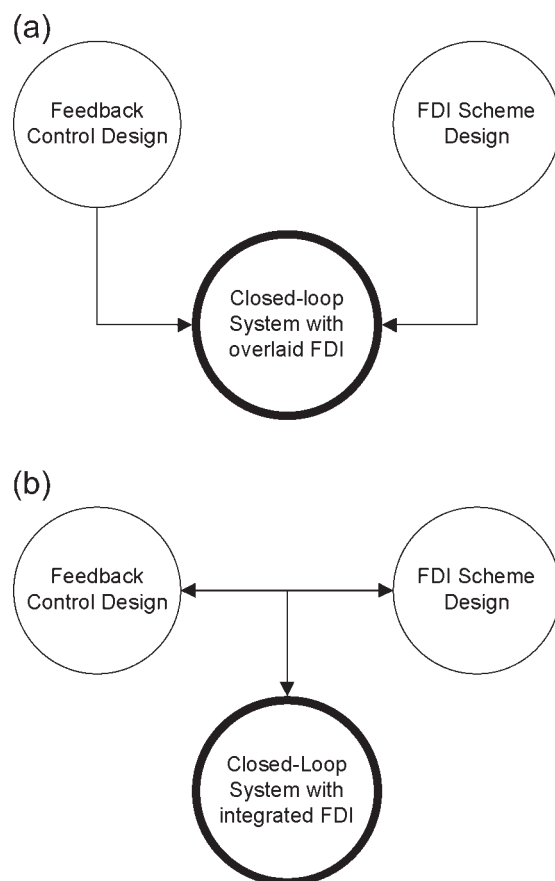 (a)
Feedback
Control Design
FDI Scheme
Design
Closed-loop
System with
overlaid FDI
(b)
Feedback
Control Design
FDI Scheme
Design
Closed-Loop
System with
integrated FDI